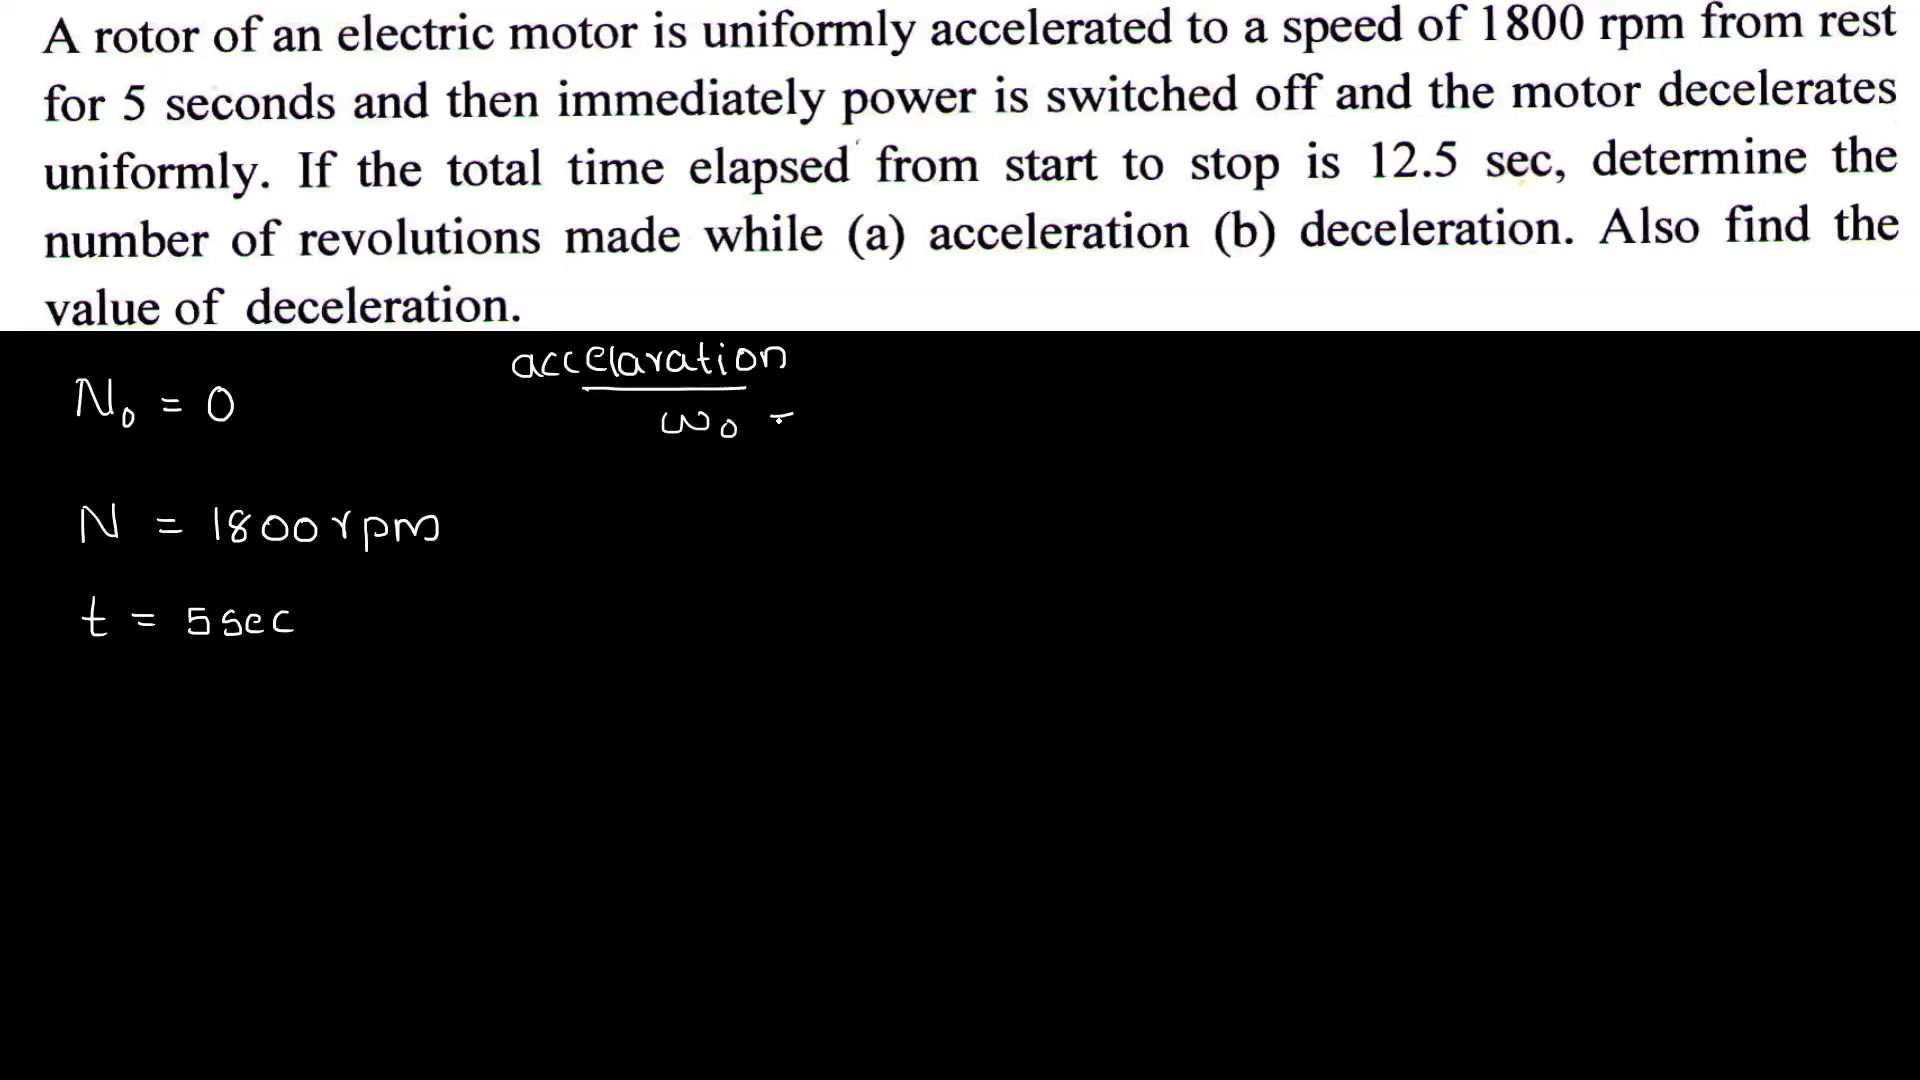 A rotor of an electric motor is uniformly accelerated to a speed of 1800 rpm from rest
for 5 seconds and then immediately power is switched off and the motor decelerates
uniformly. If the total time elapsed from start to stop is 12.5 sec, determine the
number of revolutions made while (a) acceleration (b) deceleration. Also find the
value of deceleration.
accelaration
N₀ = 0
ω₀ =
N = 1800 rpm
t = 5 sec